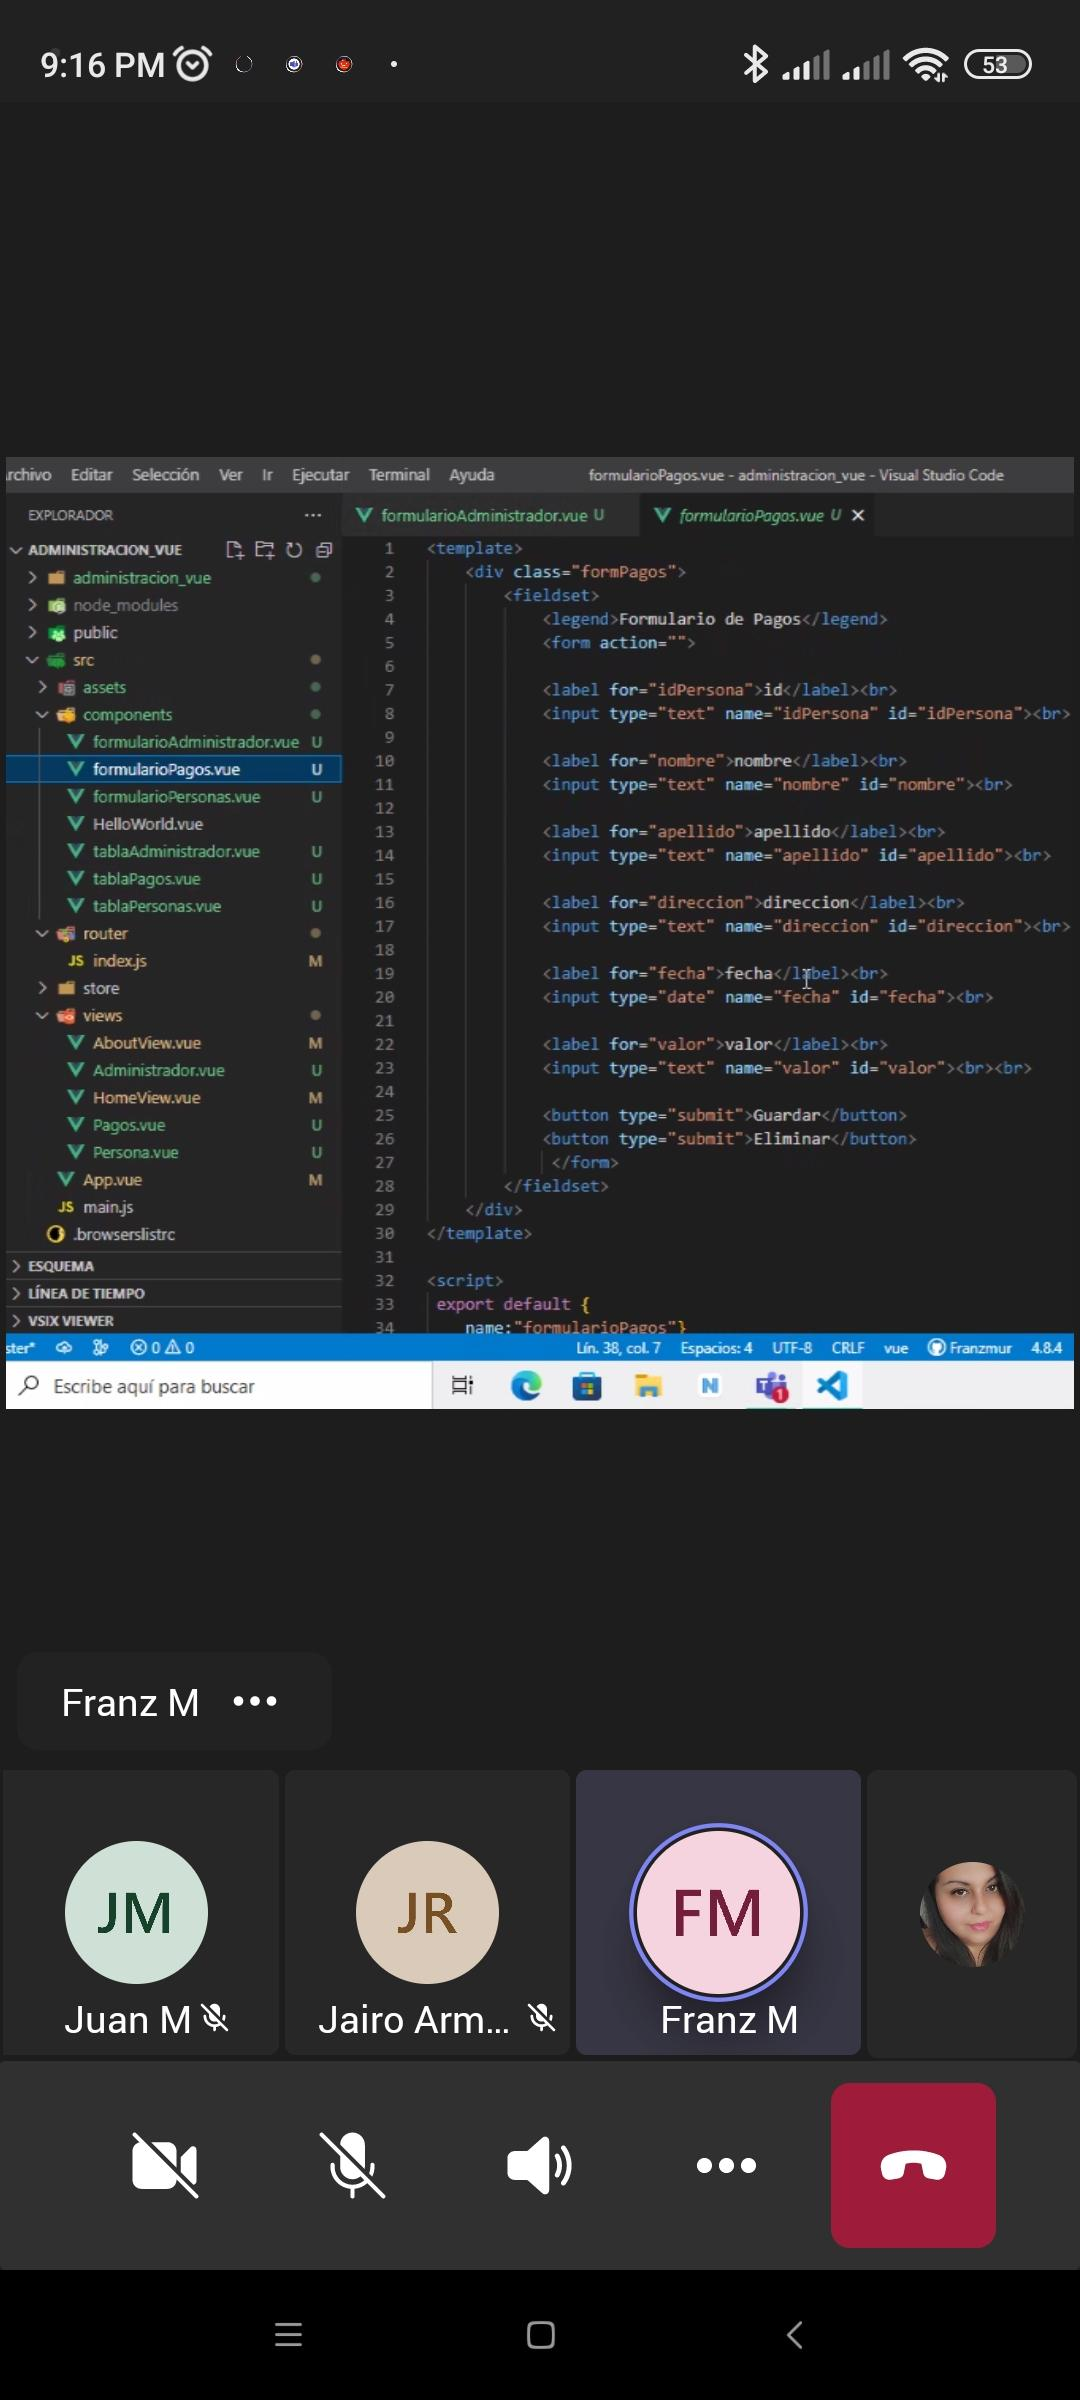 9:16 PM
53
rchivo Editar Selección Ver Ir Ejecutar Terminal Ayuda formularioPagos.vue - administracion_vue - Visual Studio Code
EXPLORADOR ···
formularioAdministrador.vue U
formularioPagos.vue U
ADMINISTRACION_VUE
administracion_vue
node_modules
public
src
assets
components
formularioAdministrador.vue U
formularioPagos.vue U
formularioPersonas.vue U
HelloWorld.vue
tablaAdministrador.vue U
tablaPagos.vue U
tablaPersonas.vue U
router
JS index.js M
store
views
AboutView.vue M
Administrador.vue U
HomeView.vue M
Pagos.vue U
Persona.vue U
App.vue M
JS main.js
.browserslistrc
ESQUEMA
LÍNEA DE TIEMPO
VSIX VIEWER
1 <template>
2 <div class="formPagos">
3 <fieldset>
4 <legend>Formulario de Pagos</legend>
5 <form action="">
6
7 <label for="idPersona">id</label><br>
8 <input type="text" name="idPersona" id="idPersona"><br>
9
10 <label for="nombre">nombre</label><br>
11 <input type="text" name="nombre" id="nombre"><br>
12
13 <label for="apellido">apellido</label><br>
14 <input type="text" name="apellido" id="apellido"><br>
15
16 <label for="direccion">direccion</label><br>
17 <input type="text" name="direccion" id="direccion"><br>
18
19 <label for="fecha">fecha</label><br>
20 <input type="date" name="fecha" id="fecha"><br>
21
22 <label for="valor">valor</label><br>
23 <input type="text" name="valor" id="valor"><br><br>
24
25 <button type="submit">Guardar</button>
26 <button type="submit">Eliminar</button>
27 </form>
28 </fieldset>
29 </div>
30 </template>
31
32 <script>
33 export default {
34 name:"formularioPagos"}
ster* 0 0 Lín. 38, col. 7 Espacios: 4 UTF-8 CRLF vue Franzmur 4.8.4
Escribe aquí para buscar
N
1
Franz M •••
JM
JR
FM
Juan M
Jairo Arm...
Franz M